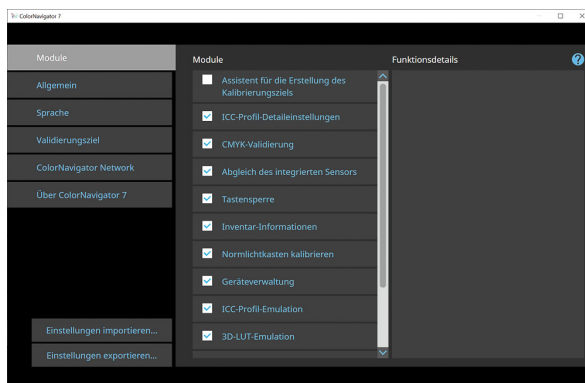 ColorNavigator 7
Module
Allgemein
Sprache
Validierungsziel
ColorNavigator Network
Über ColorNavigator 7
Einstellungen importieren...
Einstellungen exportieren...
Module
Assistent für die Erstellung des
Kalibrierungsziels
ICC-Profil-Detaileinstellungen
CMYK-Validierung
Abgleich des integrierten Sensors
Tastensperre
Inventar-Informationen
Normlichtkasten kalibrieren
Geräteverwaltung
ICC-Profil-Emulation
3D-LUT-Emulation
Funktionsdetails
?